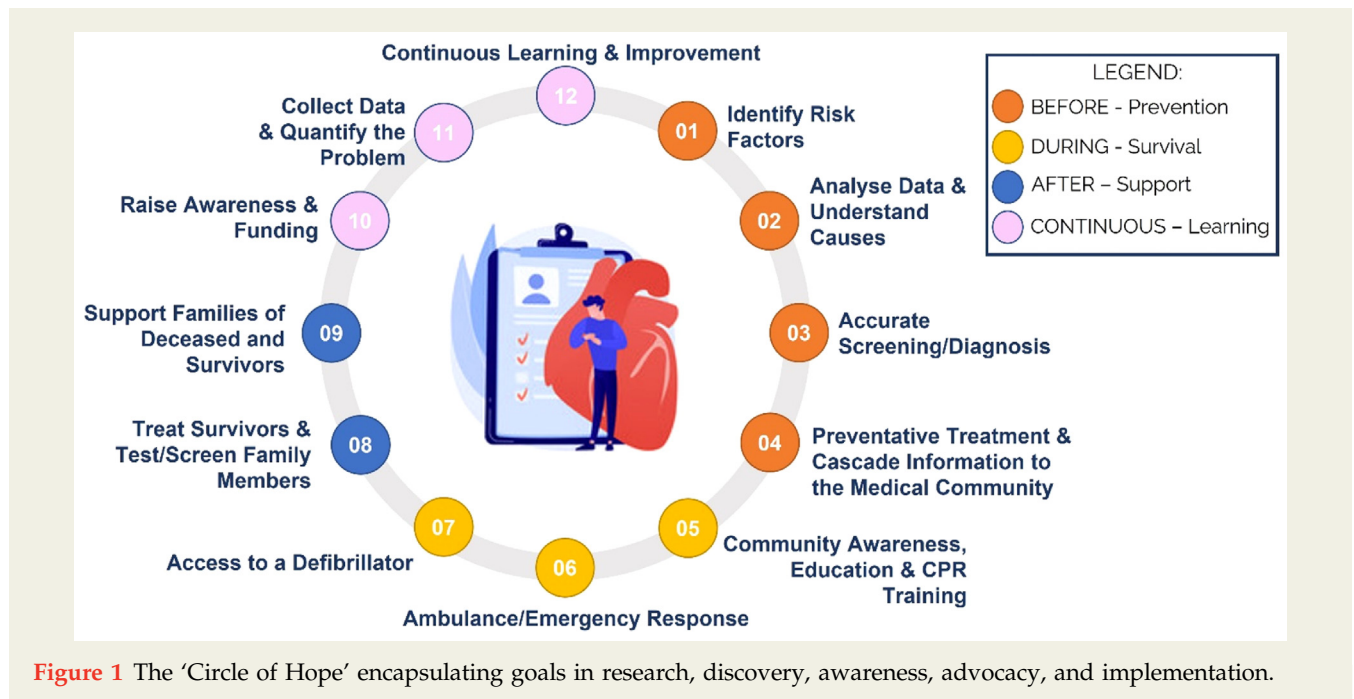 Continuous Learning & Improvement
12
01
Identify Risk
Factors
02
Analyse Data &
Understand
Causes
03
Accurate
Screening/Diagnosis
04
Preventative Treatment &
Cascade Information to
the Medical Community
05
Community Awareness,
Education & CPR
Training
06
Ambulance/Emergency Response
07
Access to a Defibrillator
08
Treat Survivors &
Test/Screen Family
Members
09
Support Families of
Deceased and
Survivors
10
Raise Awareness &
Funding
11
Collect Data
& Quantify the
Problem
LEGEND:
BEFORE - Prevention
DURING - Survival
AFTER – Support
CONTINUOUS – Learning
Figure 1 The ‘Circle of Hope’ encapsulating goals in research, discovery, awareness, advocacy, and implementation.